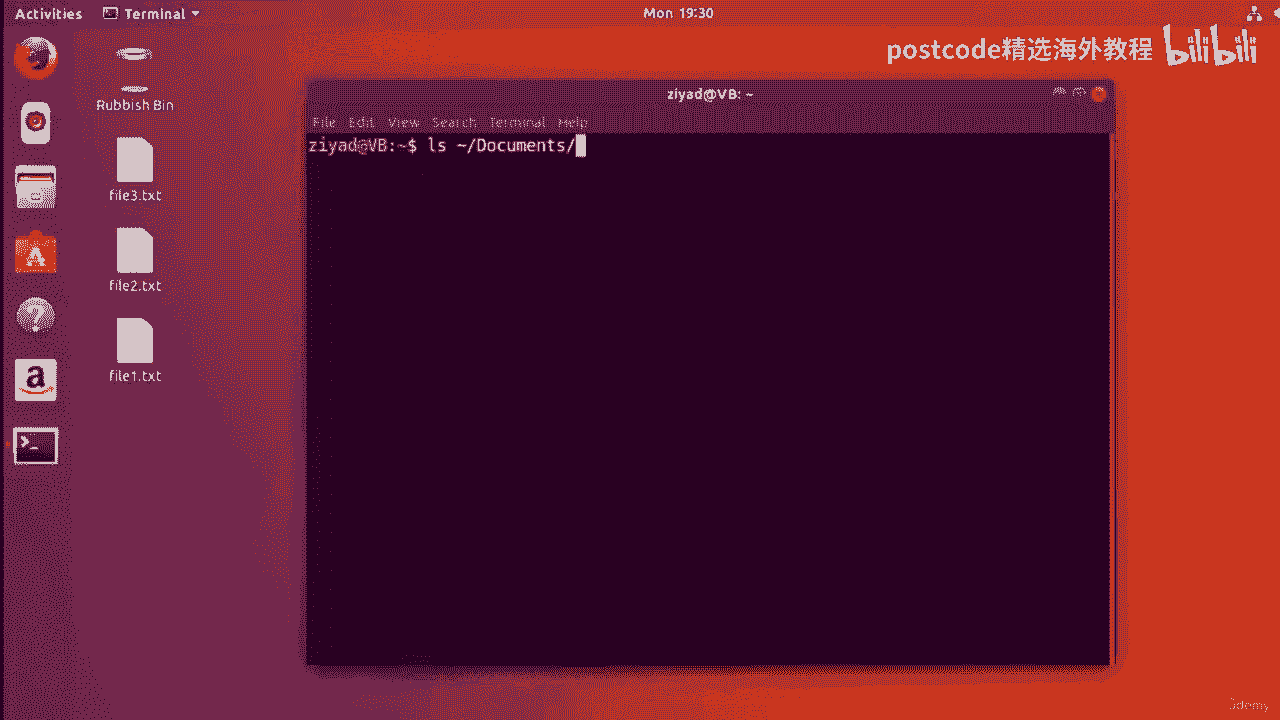 Activities Terminal Mon 19:30
postcode精选海外教程 bilibili
Rubbish Bin
file3.txt
file2.txt
file1.txt
ziyad@VB: ~
File Edit View Search Terminal Help
ziyad@VB:~$ ls ~/Documents/
Udemy